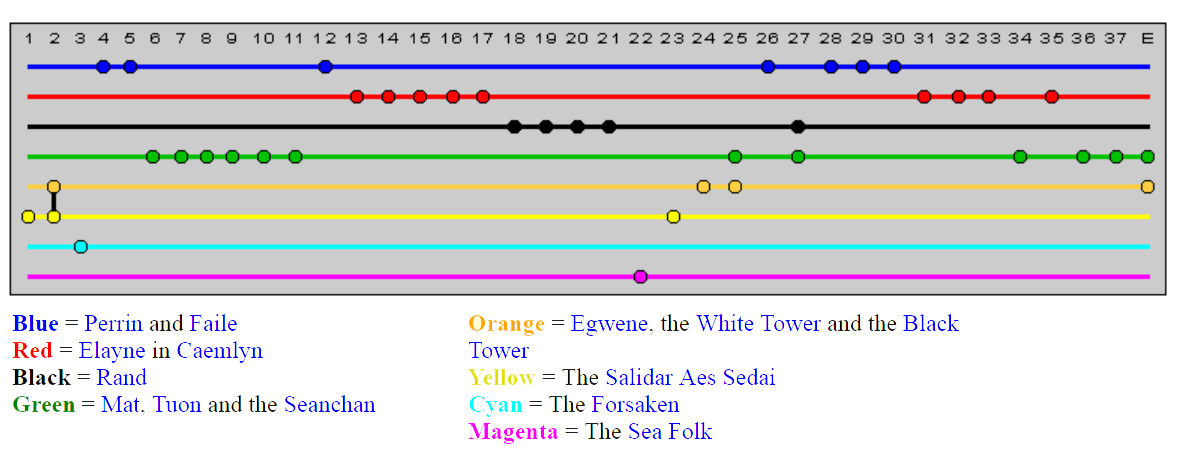 1 2 3 4 5 6 7 8 9 10 11 12 13 14 15 16 17 18 19 20 21 22 23 24 25 26 27 28 29 30 31 32 33 34 35 36 37 E
Blue = Perrin and Faile
Red = Elayne in Caemlyn
Black = Rand
Green = Mat, Tuon and the Seanchan
Orange = Egwene, the White Tower and the Black
Tower
Yellow = The Salidar Aes Sedai
Cyan = The Forsaken
Magenta = The Sea Folk